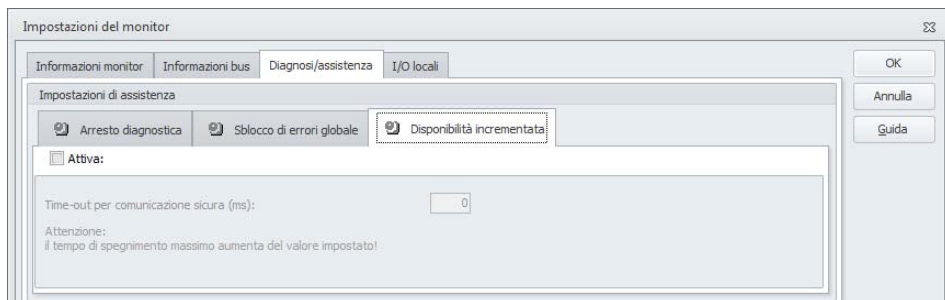 Impostazioni del monitor
Informazioni monitor Informazioni bus Diagnosi/assistenza I/O locali
OK
Impostazioni di assistenza
Annulla
Arresto diagnostica Sblocco di errori globale Disponibilità incrementata
Guida
Attiva:
Time-out per comunicazione sicura (ms): 0
Attenzione:
il tempo di spegnimento massimo aumenta del valore impostato!